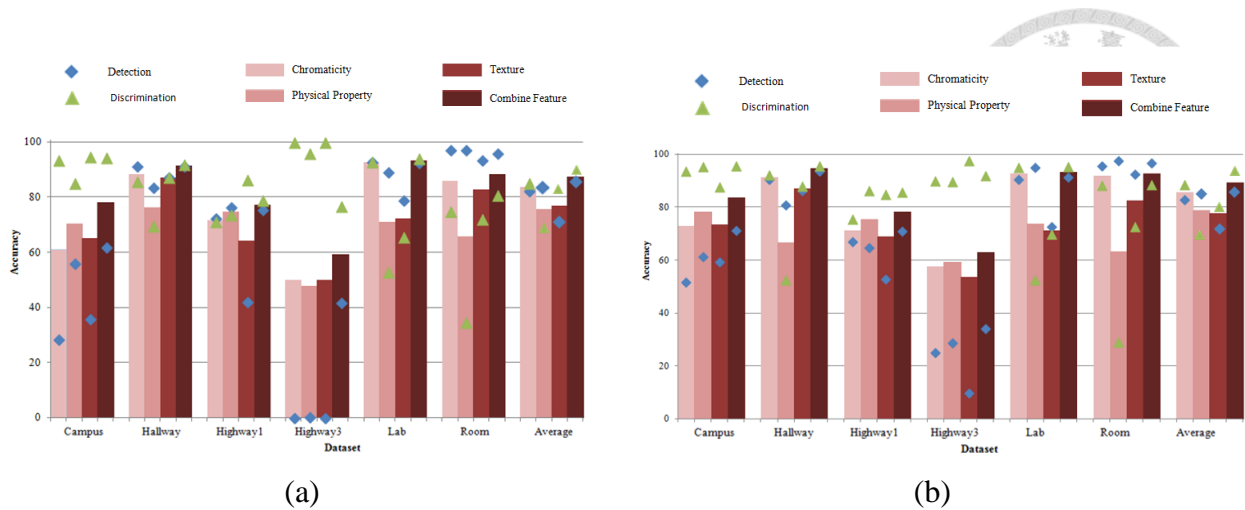 Detection Chromaticity Texture
Discrimination Physical Property Combine Feature
100
80
60
40
20
0
Accuracy
Campus Hallway Highway1 Highway3 Lab Room Average
Dataset
(a)
Detection Chromaticity Texture
Discrimination Physical Property Combine Feature
100
80
60
40
20
0
Accuracy
Campus Hallway Highway1 Highway3 Lab Room Average
Dataset
(b)